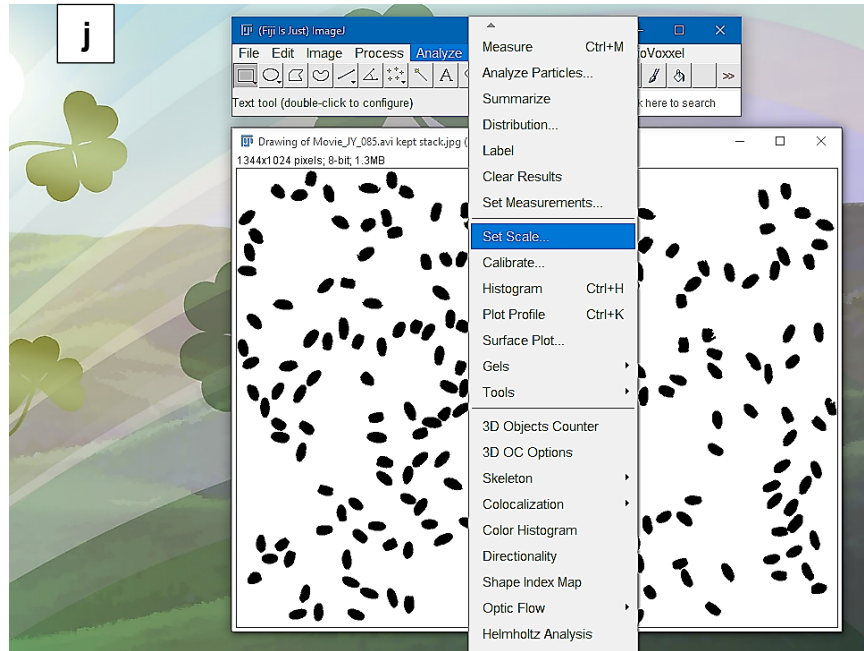 j
(Fiji Is Just) ImageJ
File Edit Image Process Analyze
Text tool (double-click to configure)
here to search
Drawing of Movie_JY_085.avi kept stack.jpg (
1344x1024 pixels; 8-bit; 1.3MB
Measure Ctrl+M
Analyze Particles...
Summarize
Distribution...
Label
Clear Results
Set Measurements...
Set Scale...
Calibrate...
Histogram Ctrl+H
Plot Profile Ctrl+K
Surface Plot...
Gels
Tools
3D Objects Counter
3D OC Options
Skeleton
Colocalization
Color Histogram
Directionality
Shape Index Map
Optic Flow
Helmholtz Analysis